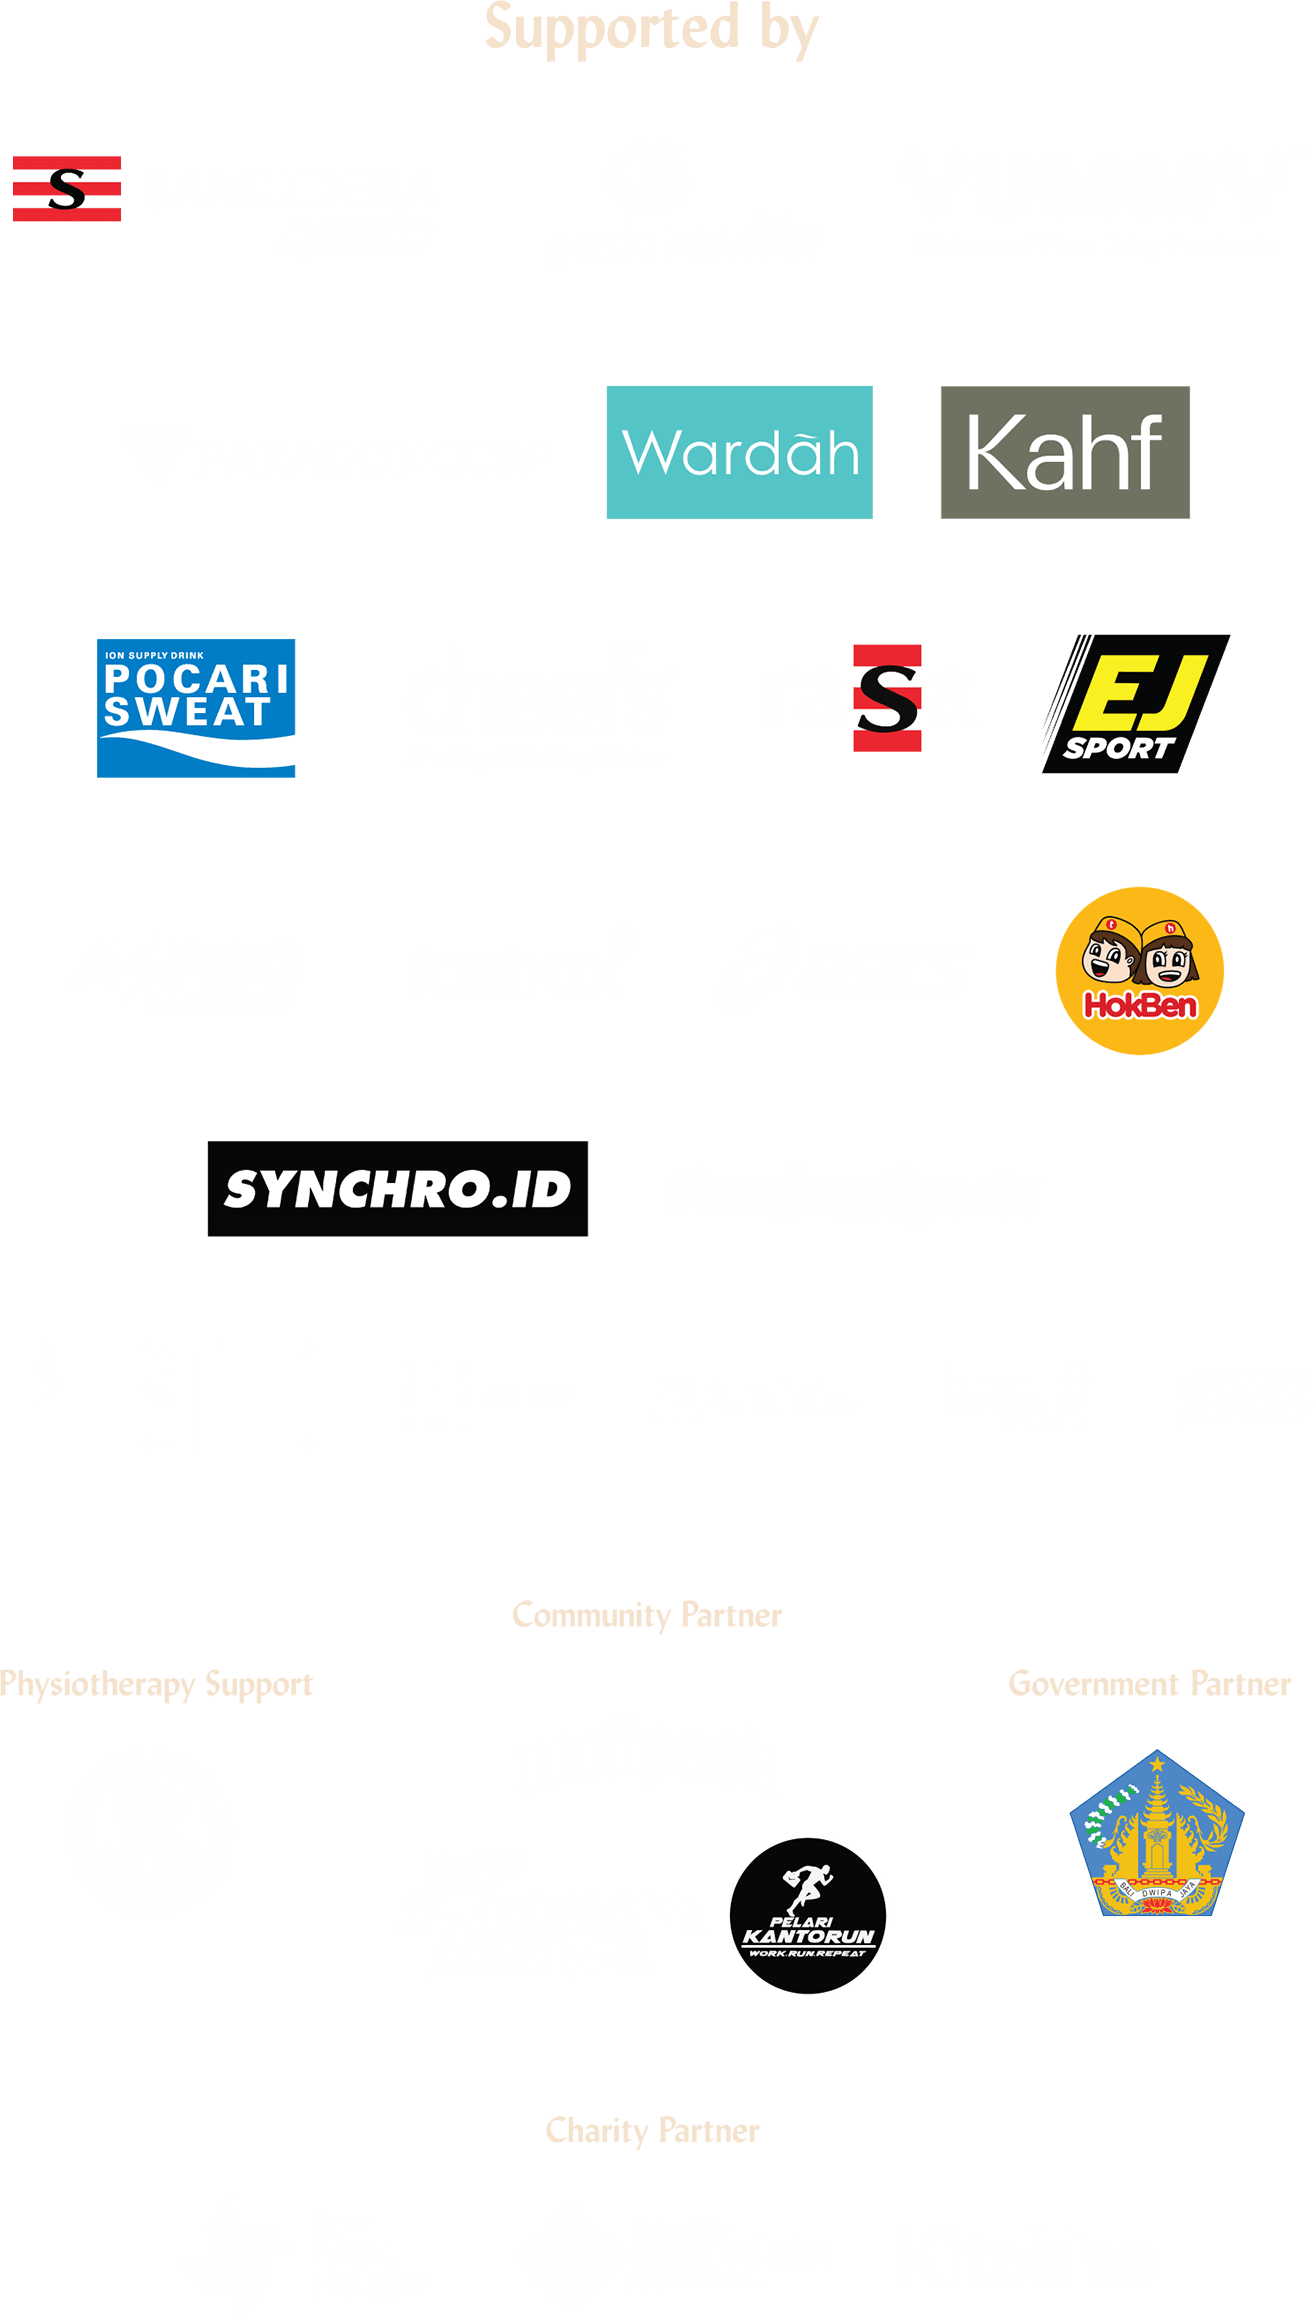 Supported by
S
Wardah
Kahf
ION SUPPLY DRINK
POCARI
SWEAT
S
EJ
SPORT
t h
HokBen
SYNCHRO.ID
Community Partner
Physiotherapy Support
Government Partner
BALI DWIPA JAYA
PELARI
KANTORUN
WORK.RUN.REPEAT
Charity Partner